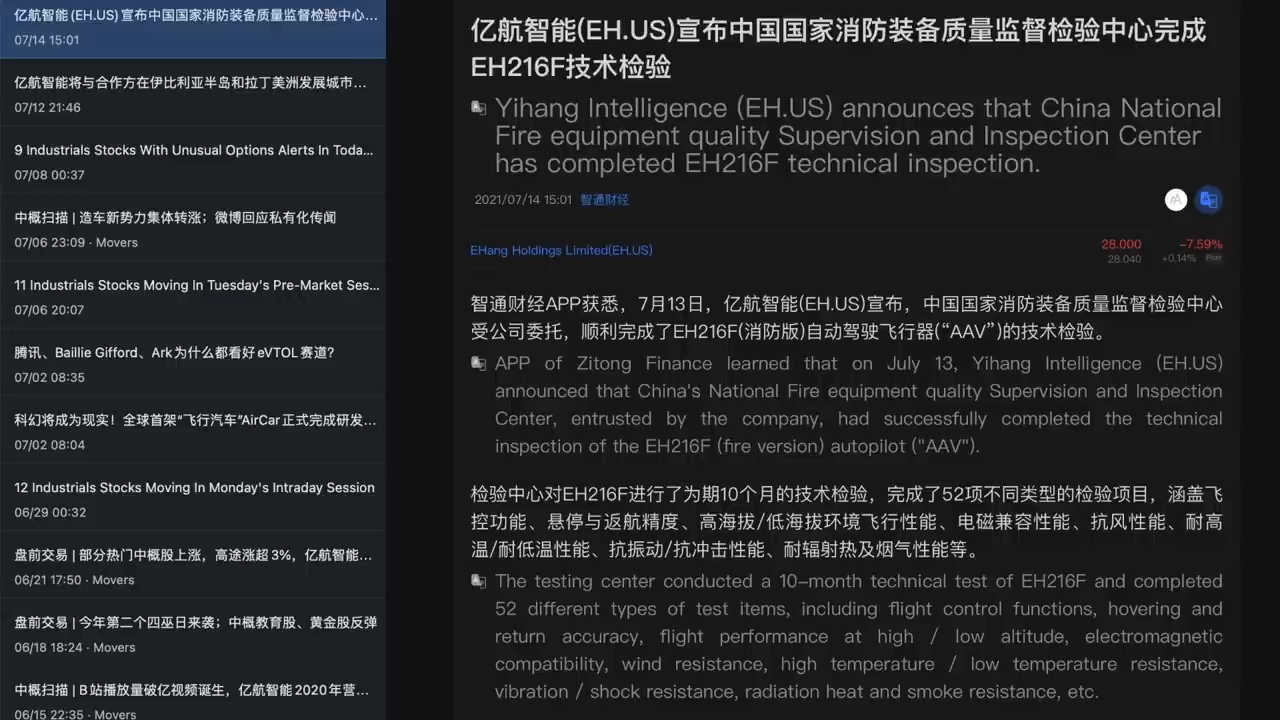 亿航智能(EH.US)宣布中国国家消防装备质量监督检验中心…
07/14 15:01
亿航智能将与合作方在伊比利亚半岛和拉丁美洲发展城市…
07/12 21:46
9 Industrials Stocks With Unusual Options Alerts In Toda...
07/08 00:37
中概扫描 | 造车新势力集体转涨；微博回应私有化传闻
07/06 23:09 · Movers
11 Industrials Stocks Moving In Tuesday's Pre-Market Ses...
07/06 20:07
腾讯、Baillie Gifford、Ark为什么都看好eVTOL赛道？
07/02 08:35
科幻将成为现实！全球首架“飞行汽车”AirCar正式完成研发…
07/02 08:04
12 Industrials Stocks Moving In Monday's Intraday Session
06/29 00:32
盘前交易 | 部分热门中概股上涨，高途涨超3%，亿航智能…
06/21 17:50 · Movers
盘前交易 | 今年第二个四巫日来袭；中概教育股、黄金股反弹
06/18 18:24 · Movers
中概扫描 | B站播放量破亿视频诞生，亿航智能2020年营…
06/15 22:35 · Movers
亿航智能(EH.US)宣布中国国家消防装备质量监督检验中心完成
EH216F技术检验
Yihang Intelligence (EH.US) announces that China National
Fire equipment quality Supervision and Inspection Center
has completed EH216F technical inspection.
2021/07/14 15:01 智通财经
EHang Holdings Limited(EH.US)
28.000 -7.59%
28.040 +0.14% Post
智通财经APP获悉，7月13日，亿航智能(EH.US)宣布，中国国家消防装备质量监督检验中心
受公司委托，顺利完成了EH216F(消防版)自动驾驶飞行器(“AAV”)的技术检验。
APP of Zitong Finance learned that on July 13, Yihang Intelligence (EH.US)
announced that China's National Fire equipment quality Supervision and Inspection
Center, entrusted by the company, had successfully completed the technical
inspection of the EH216F (fire version) autopilot ("AAV").
检验中心对EH216F进行了为期10个月的技术检验，完成了52项不同类型的检验项目，涵盖飞
控功能、悬停与返航精度、高海拔/低海拔环境飞行性能、电磁兼容性能、抗风性能、耐高
温/耐低温性能、抗振动/抗冲击性能、耐辐射热及烟气性能等。
The testing center conducted a 10-month technical test of EH216F and completed
52 different types of test items, including flight control functions, hovering and
return accuracy, flight performance at high / low altitude, electromagnetic
compatibility, wind resistance, high temperature / low temperature resistance,
vibration / shock resistance, radiation heat and smoke resistance, etc.